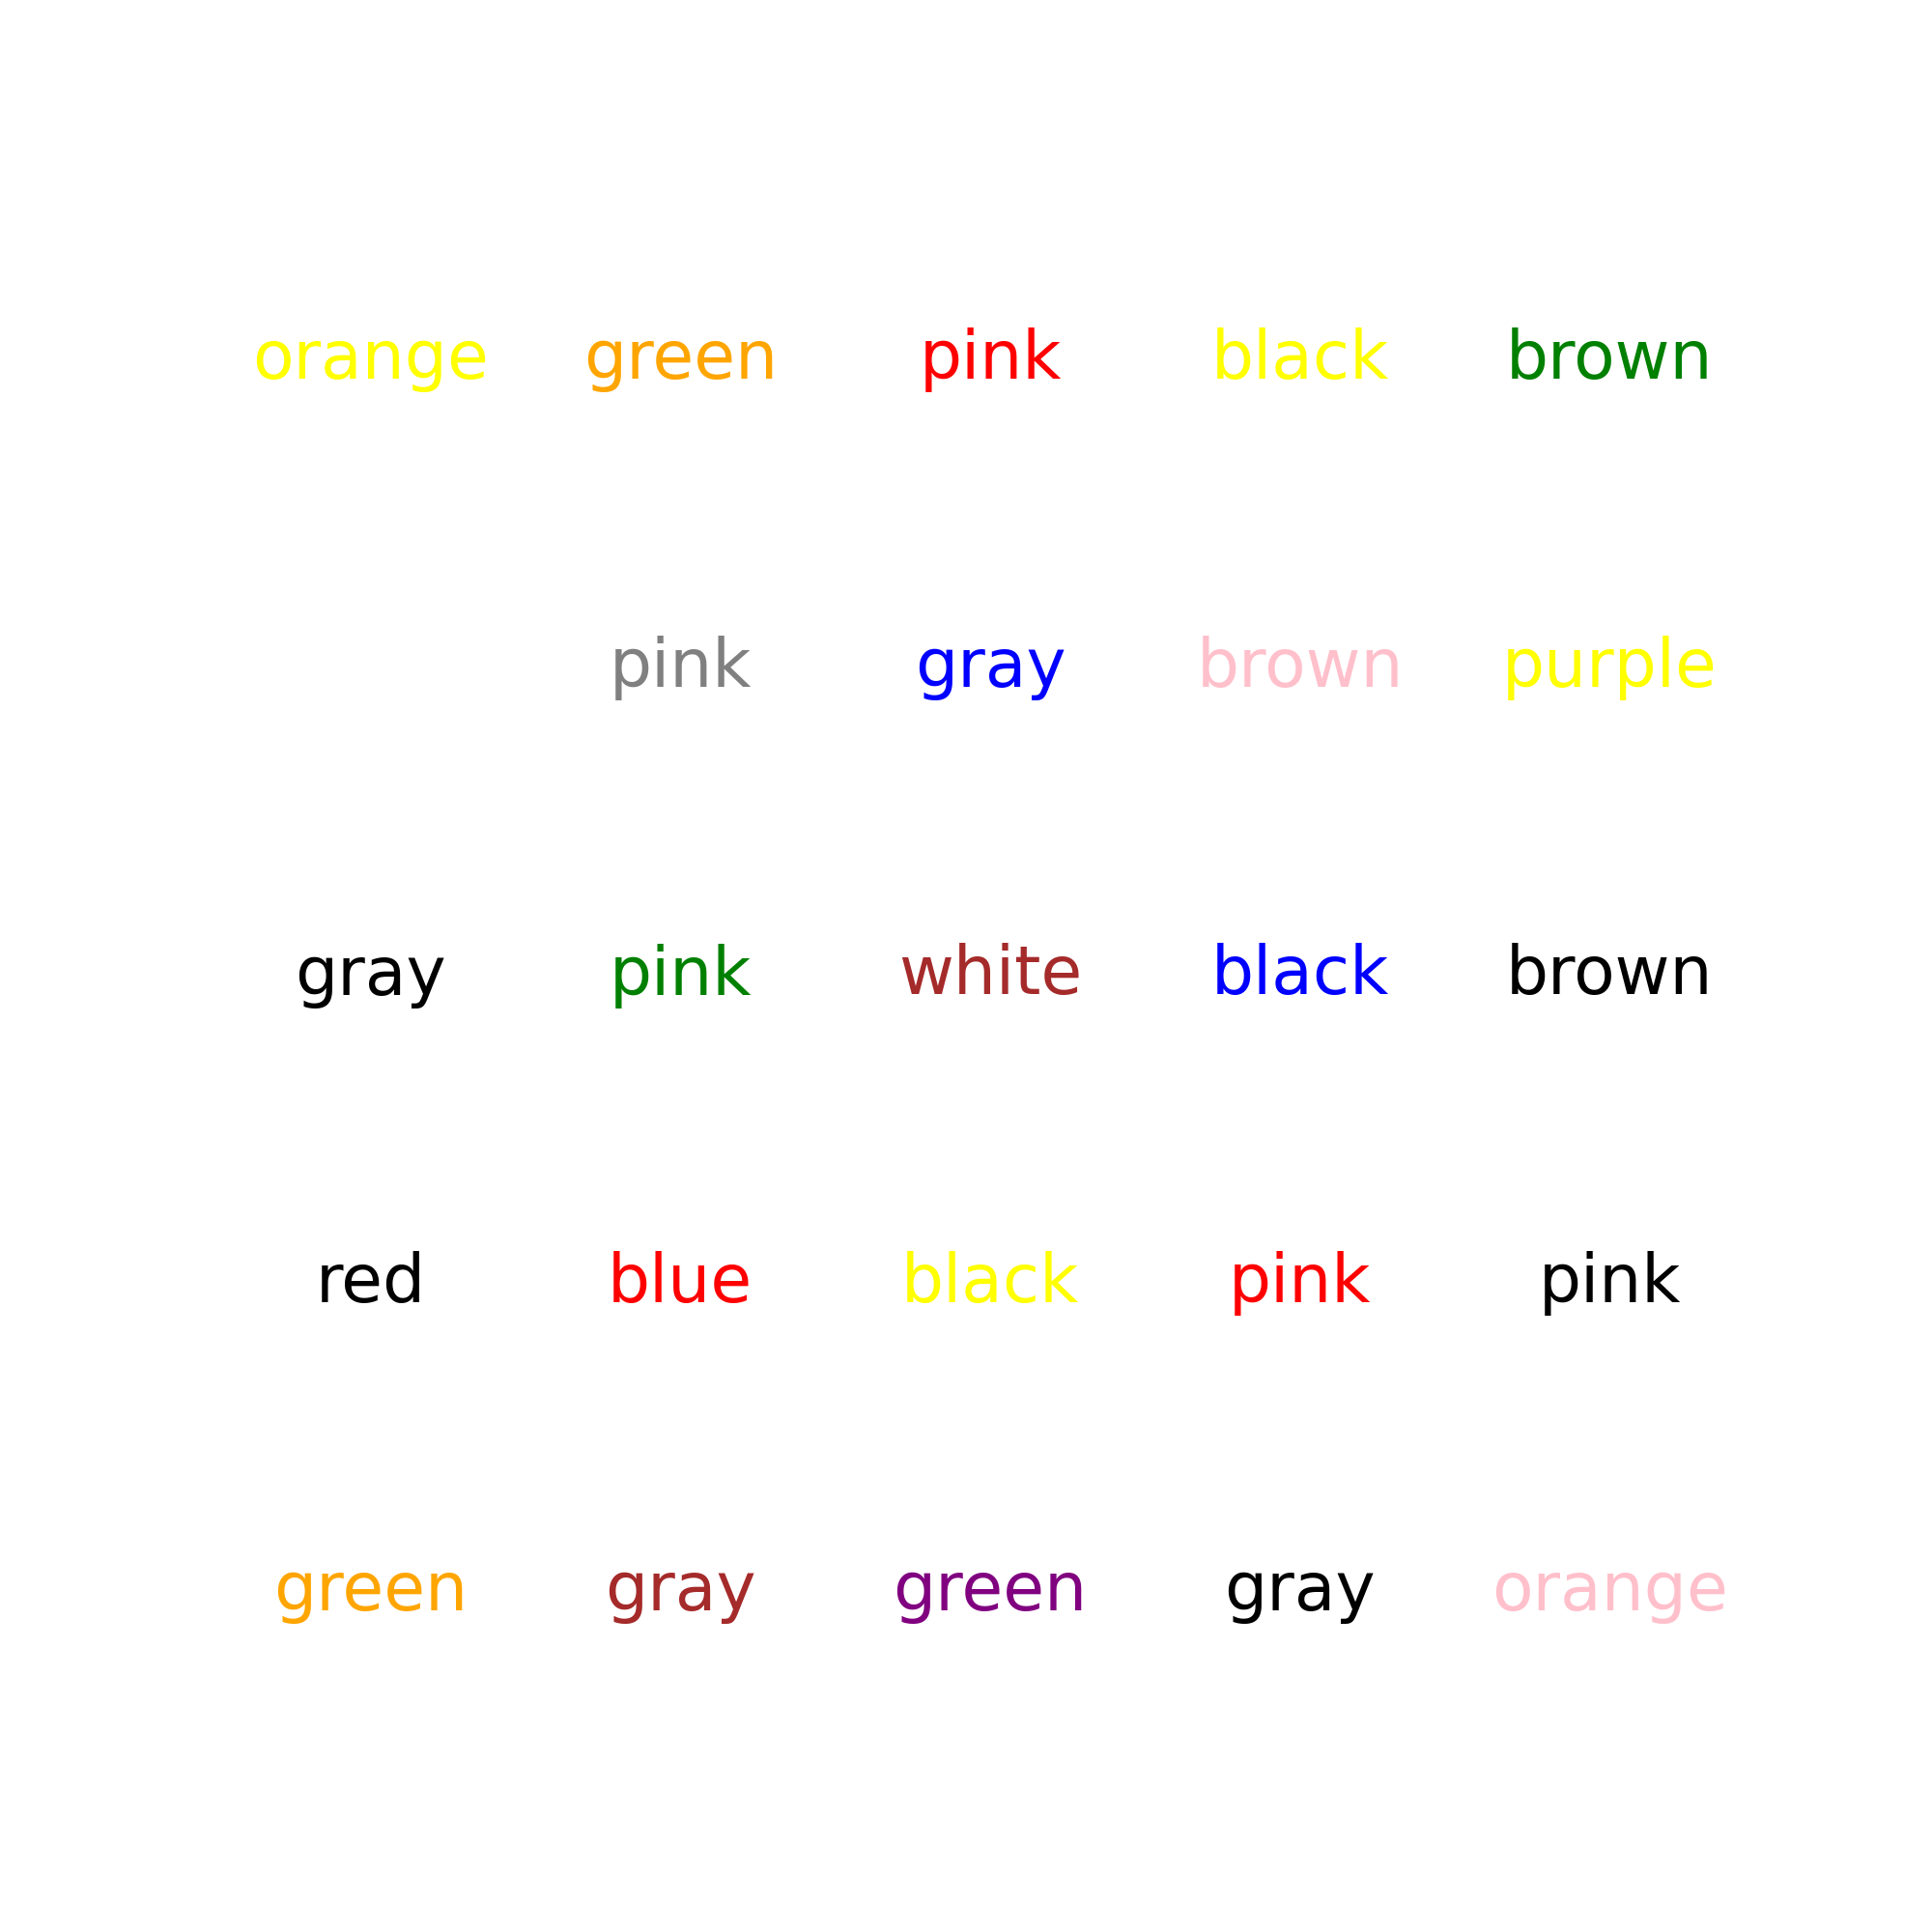 orange green pink black brown
pink gray brown purple
gray pink white black brown
red blue black pink pink
green gray green gray orange